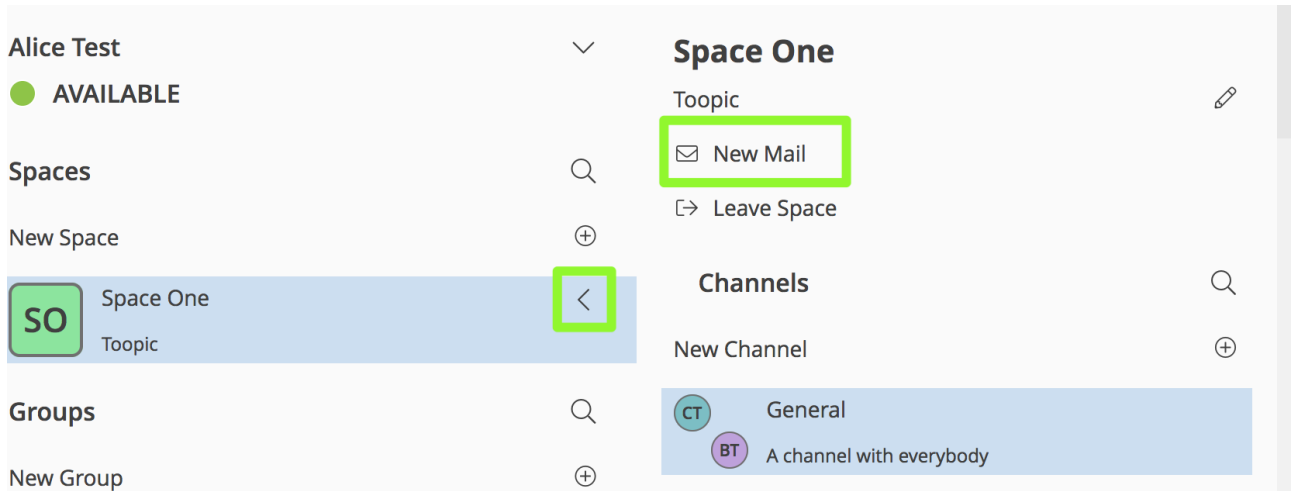 Alice Test
AVAILABLE
Spaces
New Space
SO
Space One
Toopic
Groups
New Group
Space One
Toopic
New Mail
Leave Space
Channels
New Channel
CT
General
BT
A channel with everybody